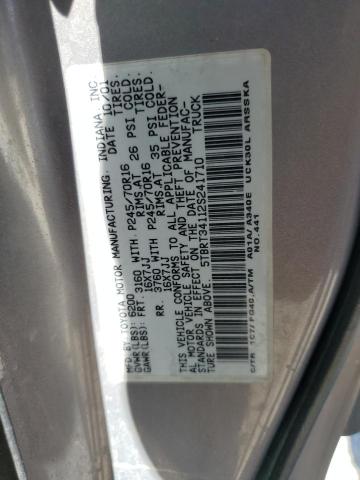 MFD.BY:TOYOTA MOTOR MANUFACTURING, INDIANA, INC.
GVWR(LBS): 6200 DATE 10/01
GAWR(LBS): FRT. 3160 WITH P245/70R16 TIRES.
16X7JJ RIMS.AT 26 PSI COLD.
RR. 3760 WITH P245/70R16 TIRES.
16X7JJ RIMS.AT 35 PSI COLD.
THIS VEHICLE CONFORMS TO ALL APPLICABLE FEDER-
AL MOTOR VEHICLE SAFETY AND THEFT PREVENTION
STANDARDS IN EFFECT ON THE DATE OF MANUFAC-
TURE SHOWN ABOVE.
5TBRT34112S241710 TRUCK
C/TR 1C7/FG40.A/TM A01A/A340E UCK30L ARSSKA
NO.441